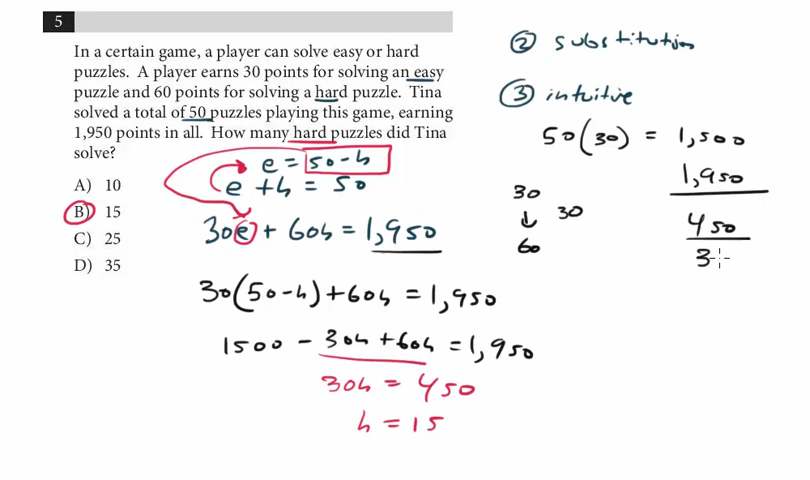 5
In a certain game, a player can solve easy or hard
puzzles. A player earns 30 points for solving an easy
puzzle and 60 points for solving a hard puzzle. Tina
solved a total of 50 puzzles playing this game, earning
1,950 points in all. How many hard puzzles did Tina
solve?
A) 10
B) 15
C) 25
D) 35
e = 50 - h
e + h = 50
30e + 60h = 1,950
30(50 - h) + 60h = 1,950
1500 - 30h + 60h = 1,950
30h = 450
h = 15
② substitution
③ intuitive
50(30) = 1,500
1,950
450
3
30
↓ 30
60